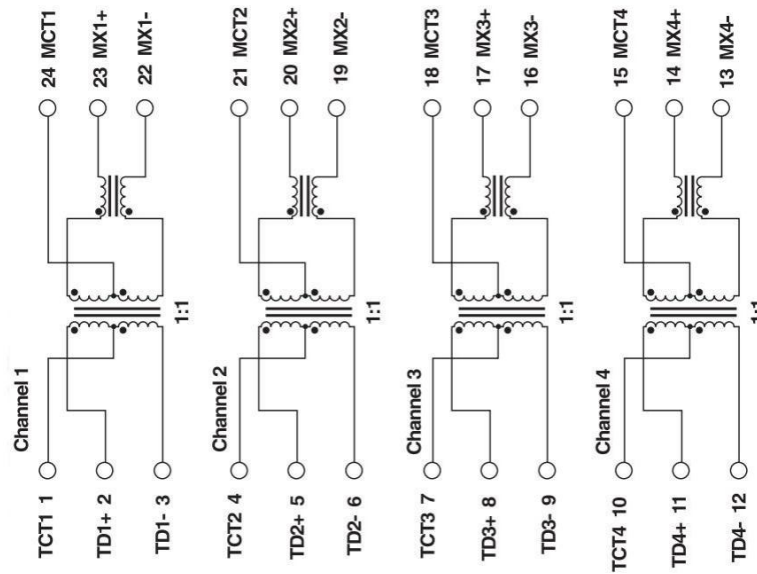 24 MCT1
23 MX1+
22 MX1-
21 MCT2
20 MX2+
19 MX2-
18 MCT3
17 MX3+
16 MX3-
15 MCT4
14 MX4+
13 MX4-
1:1
1:1
1:1
1:1
Channel 1
Channel 2
Channel 3
Channel 4
TCT1 1
TD1+ 2
TD1- 3
TCT2 4
TD2+ 5
TD2- 6
TCT3 7
TD3+ 8
TD3- 9
TCT4 10
TD4+ 11
TD4- 12